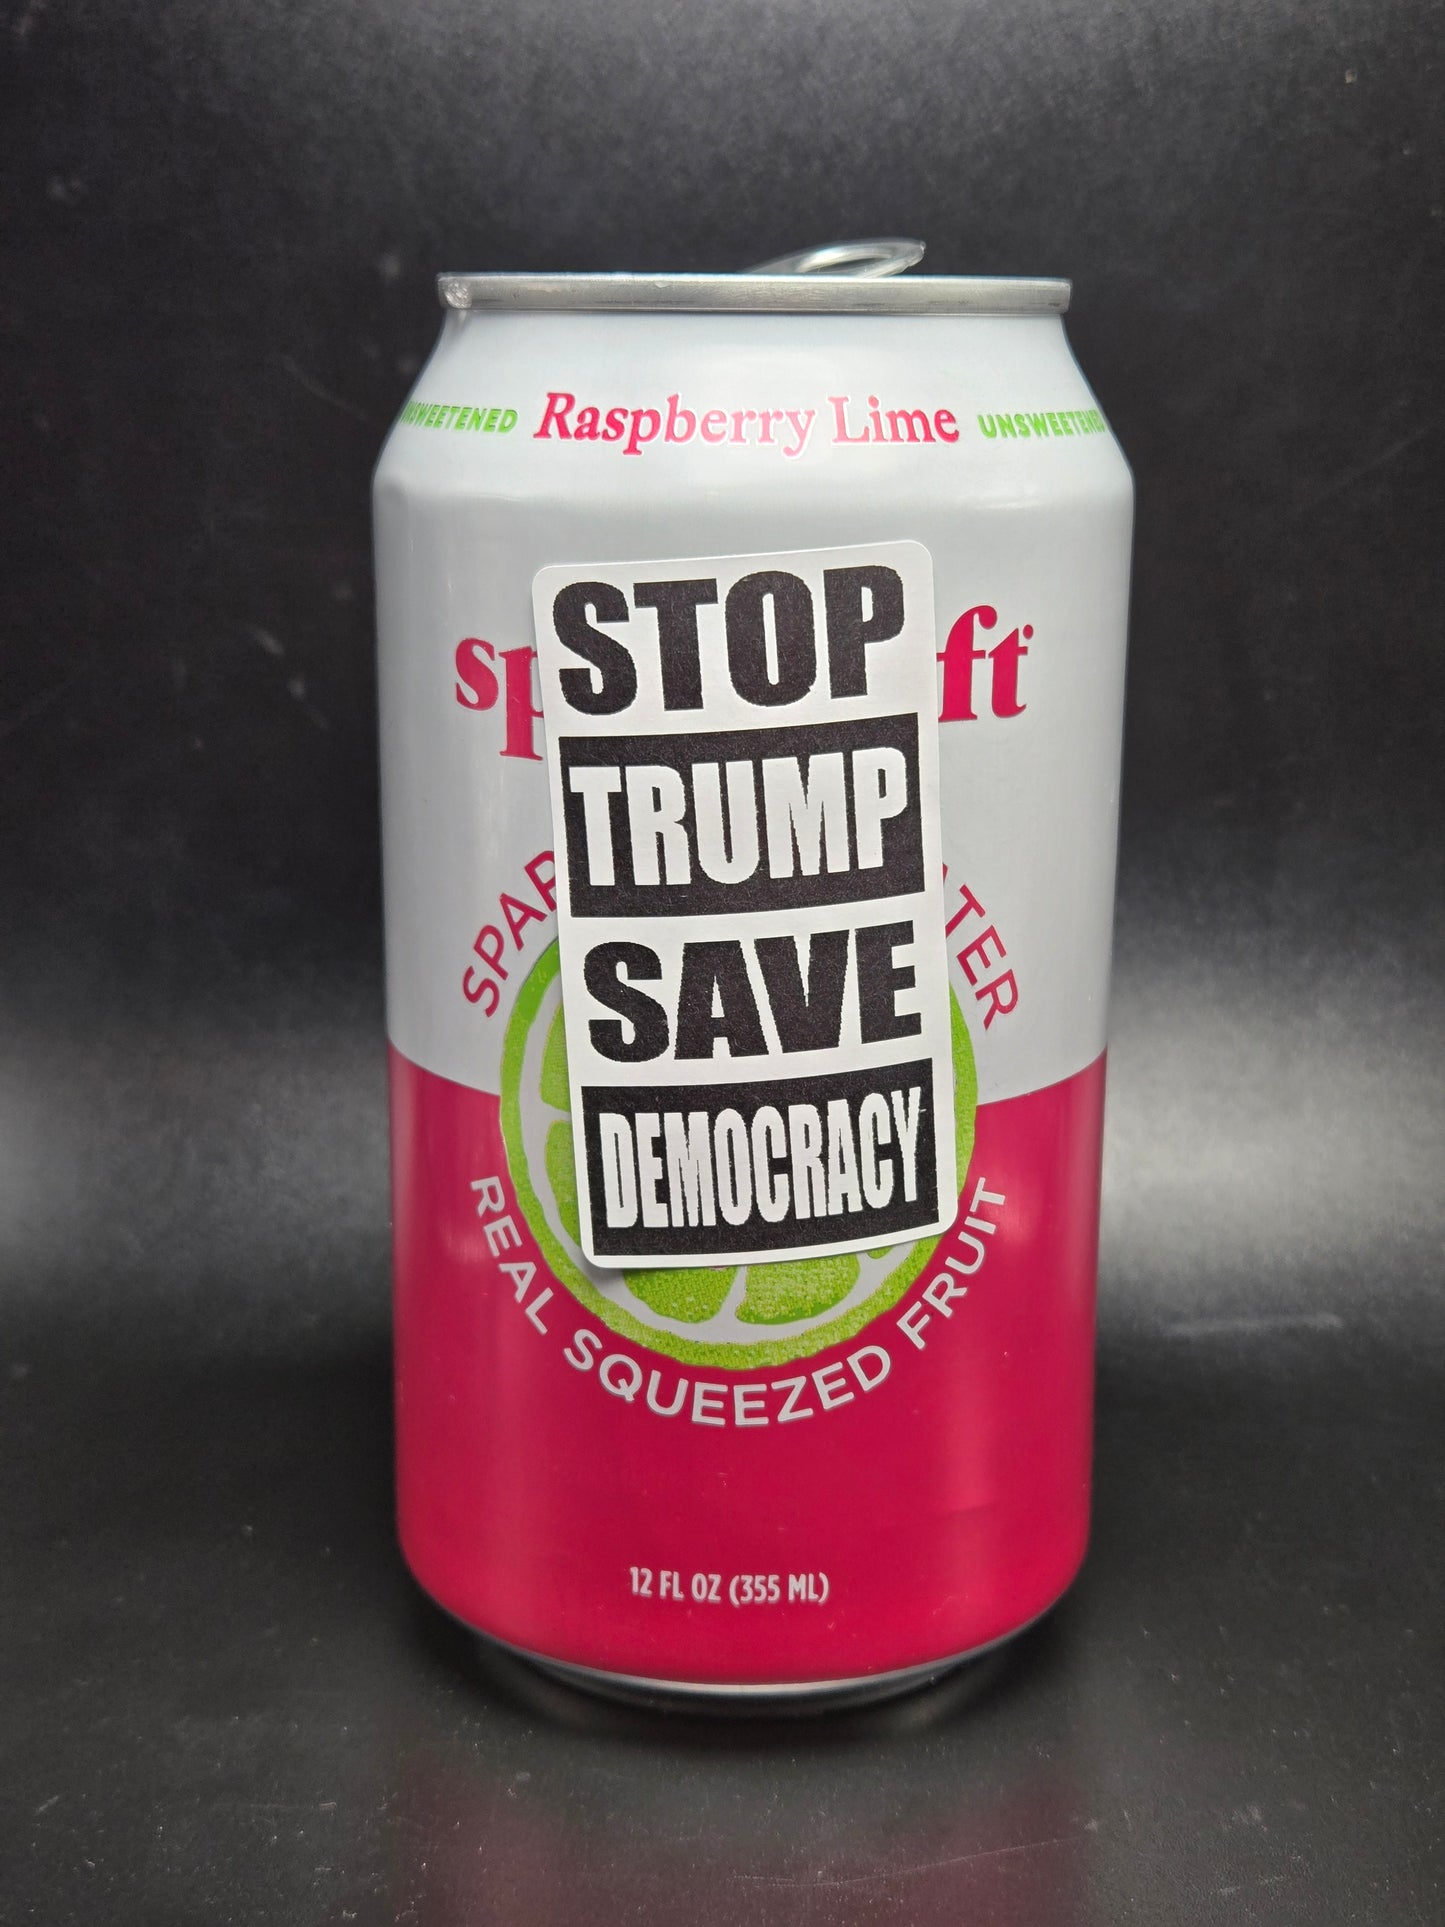 UNSWEETENED Raspberry Lime UNSWEETENED
STOP
TRUMP
SAVE
DEMOCRACY
REAL SQUEEZED FRUIT
12 FL OZ (355 ML)